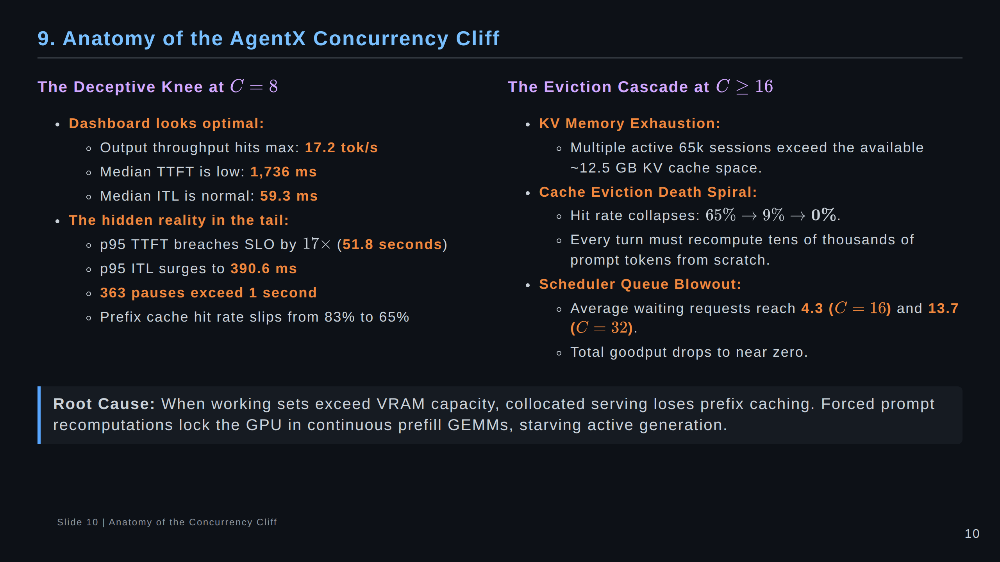 9. Anatomy of the AgentX Concurrency Cliff
The Deceptive Knee at C = 8
Dashboard looks optimal:
Output throughput hits max: 17.2 tok/s
Median TTFT is low: 1,736 ms
Median ITL is normal: 59.3 ms
The hidden reality in the tail:
p95 TTFT breaches SLO by 17× (51.8 seconds)
p95 ITL surges to 390.6 ms
363 pauses exceed 1 second
Prefix cache hit rate slips from 83% to 65%
The Eviction Cascade at C ≥ 16
KV Memory Exhaustion:
Multiple active 65k sessions exceed the available
~12.5 GB KV cache space.
Cache Eviction Death Spiral:
Hit rate collapses: 65% → 9% → 0%.
Every turn must recompute tens of thousands of
prompt tokens from scratch.
Scheduler Queue Blowout:
Average waiting requests reach 4.3 (C = 16) and 13.7
(C = 32).
Total goodput drops to near zero.
Root Cause: When working sets exceed VRAM capacity, collocated serving loses prefix caching. Forced prompt
recomputations lock the GPU in continuous prefill GEMMs, starving active generation.
Slide 10 | Anatomy of the Concurrency Cliff
10